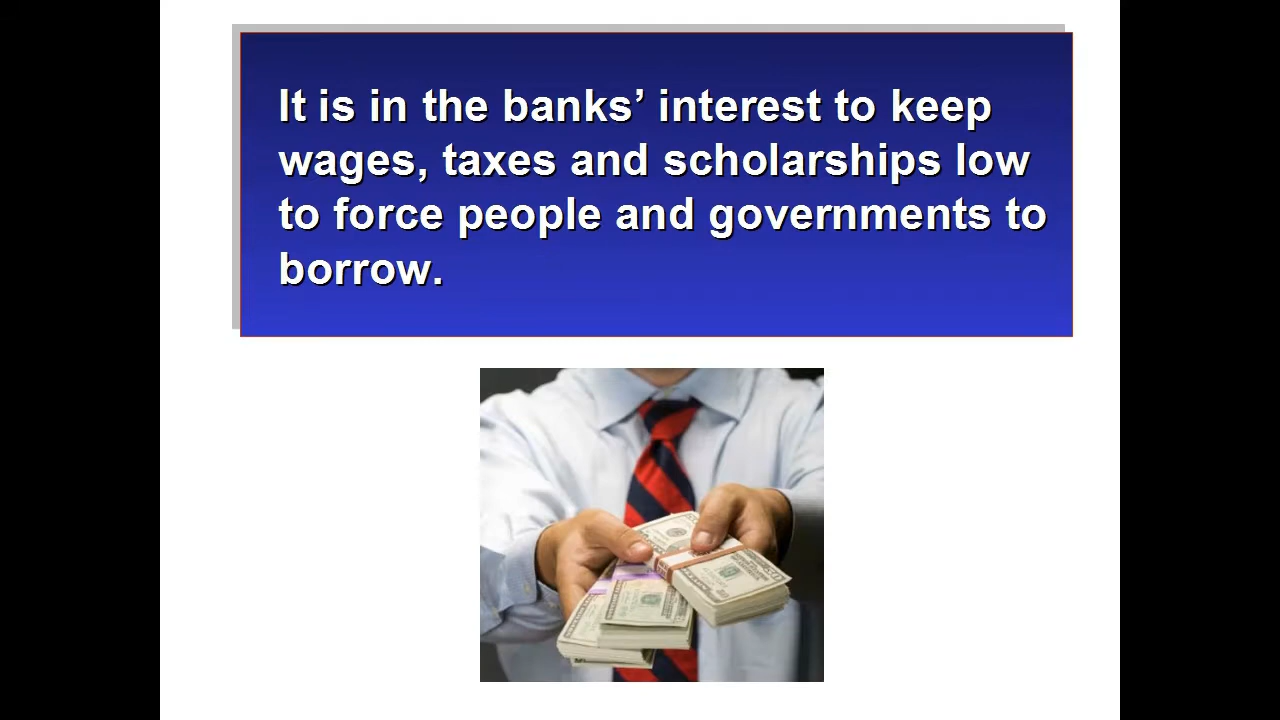 It is in the banks’ interest to keep
wages, taxes and scholarships low
to force people and governments to
borrow.